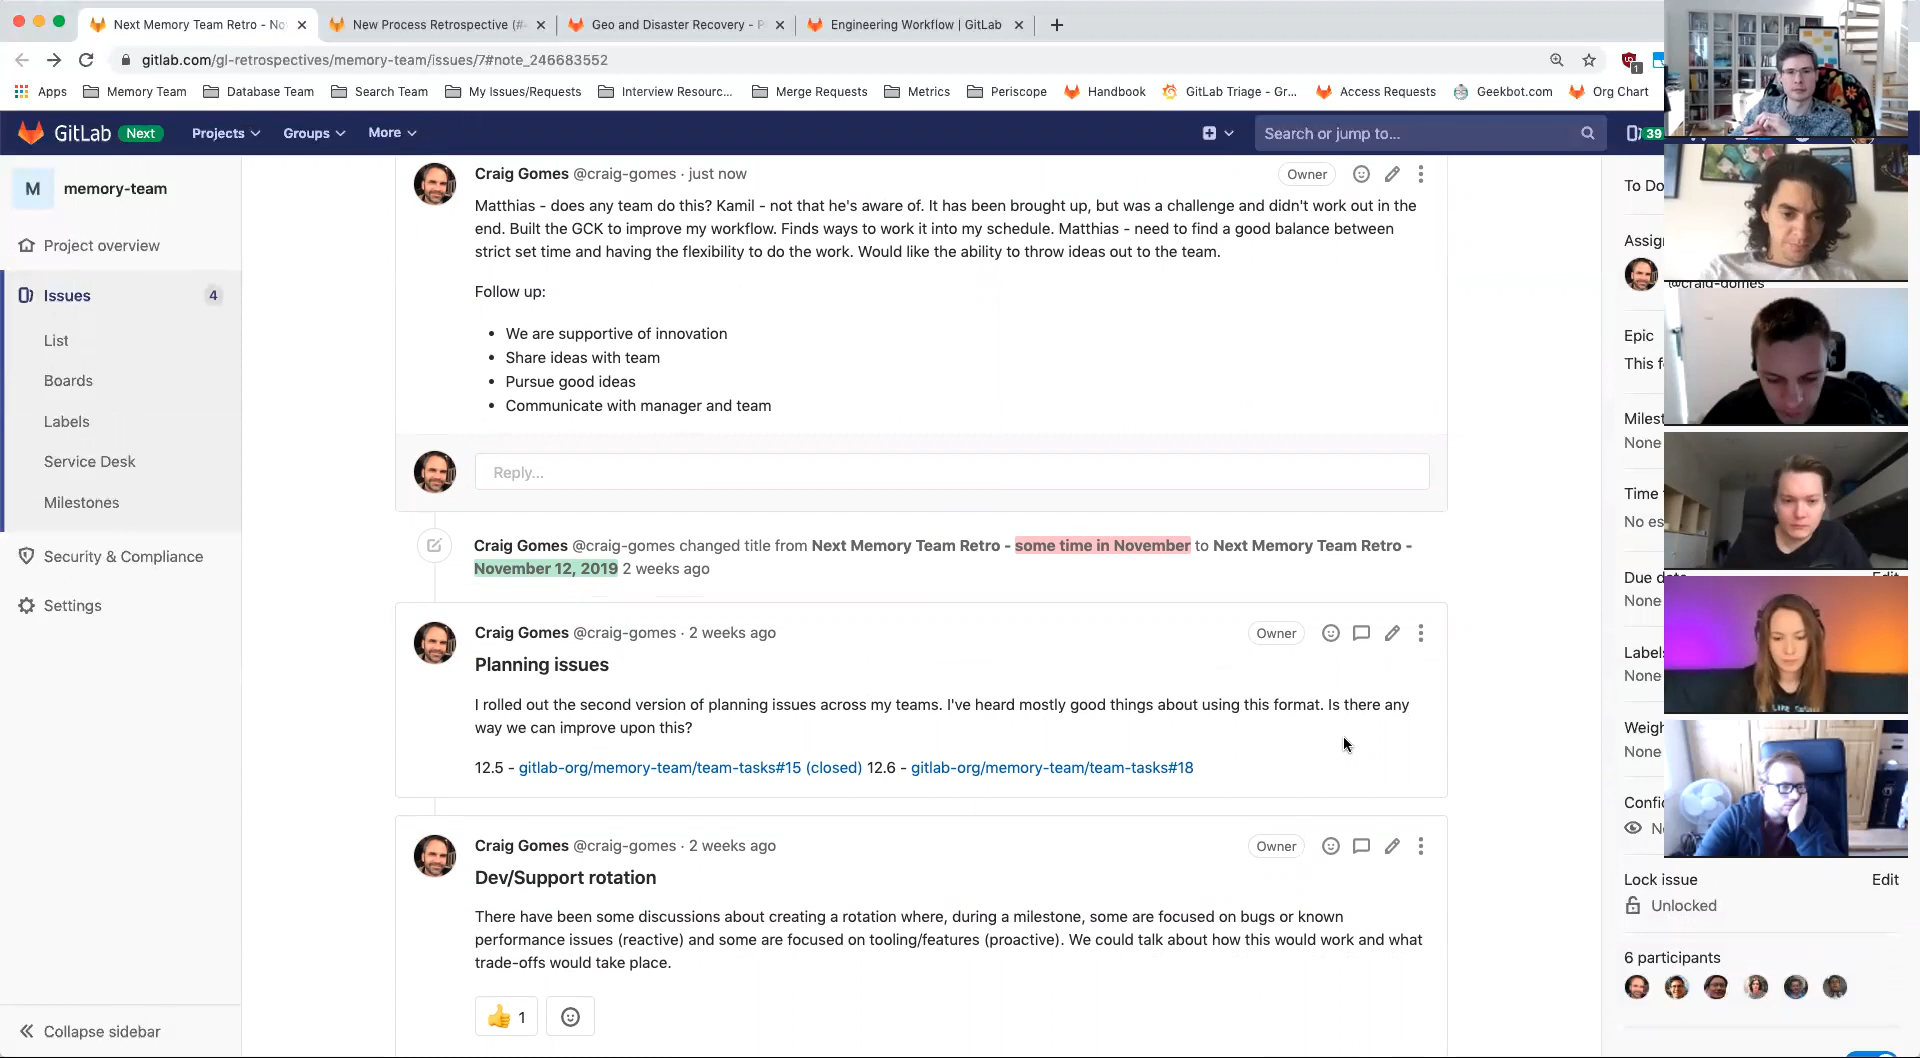 Next Memory Team Retro - No
New Process Retrospective (#
Geo and Disaster Recovery - P
Engineering Workflow | GitLab
gitlab.com/gl-retrospectives/memory-team/issues/7#note_246683552
1
Apps
Memory Team
Database Team
Search Team
My Issues/Requests
Interview Resourc...
Merge Requests
Metrics
Periscope
Handbook
GitLab Triage - Gr...
Access Requests
Geekbot.com
Org Chart
GitLab Next
Projects
Groups
More
Search or jump to...
39
M memory-team
Project overview
Issues 4
List
Boards
Labels
Service Desk
Milestones
Security & Compliance
Settings
Collapse sidebar
Craig Gomes @craig-gomes · just now
Owner
Matthias - does any team do this? Kamil - not that he's aware of. It has been brought up, but was a challenge and didn't work out in the
end. Built the GCK to improve my workflow. Finds ways to work it into my schedule. Matthias - need to find a good balance between
strict set time and having the flexibility to do the work. Would like the ability to throw ideas out to the team.
Follow up:
• We are supportive of innovation
• Share ideas with team
• Pursue good ideas
• Communicate with manager and team
Reply...
Craig Gomes @craig-gomes changed title from Next Memory Team Retro - some time in November to Next Memory Team Retro -
November 12, 2019 2 weeks ago
Craig Gomes @craig-gomes · 2 weeks ago
Owner
Planning issues
I rolled out the second version of planning issues across my teams. I've heard mostly good things about using this format. Is there any
way we can improve upon this?
12.5 - gitlab-org/memory-team/team-tasks#15 (closed) 12.6 - gitlab-org/memory-team/team-tasks#18
Craig Gomes @craig-gomes · 2 weeks ago
Owner
Dev/Support rotation
There have been some discussions about creating a rotation where, during a milestone, some are focused on bugs or known
performance issues (reactive) and some are focused on tooling/features (proactive). We could talk about how this would work and what
trade-offs would take place.
👍 1
To Do
Assig
@craig-gomes
Epic
This f
Milest
None
Time
No es
Due date
Edit
None
Labels
None
Weigh
None
Confi
N
Lock issue
Edit
Unlocked
6 participants